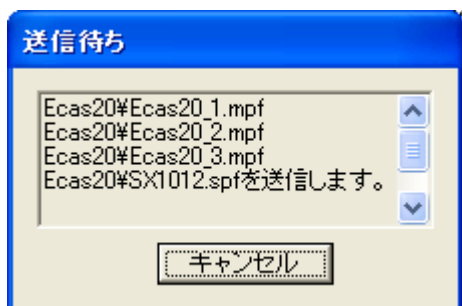 送信待ち
Ecas20¥Ecas20_1.mpf
Ecas20¥Ecas20_2.mpf
Ecas20¥Ecas20_3.mpf
Ecas20¥SX1012.spfを送信します。
キャンセル